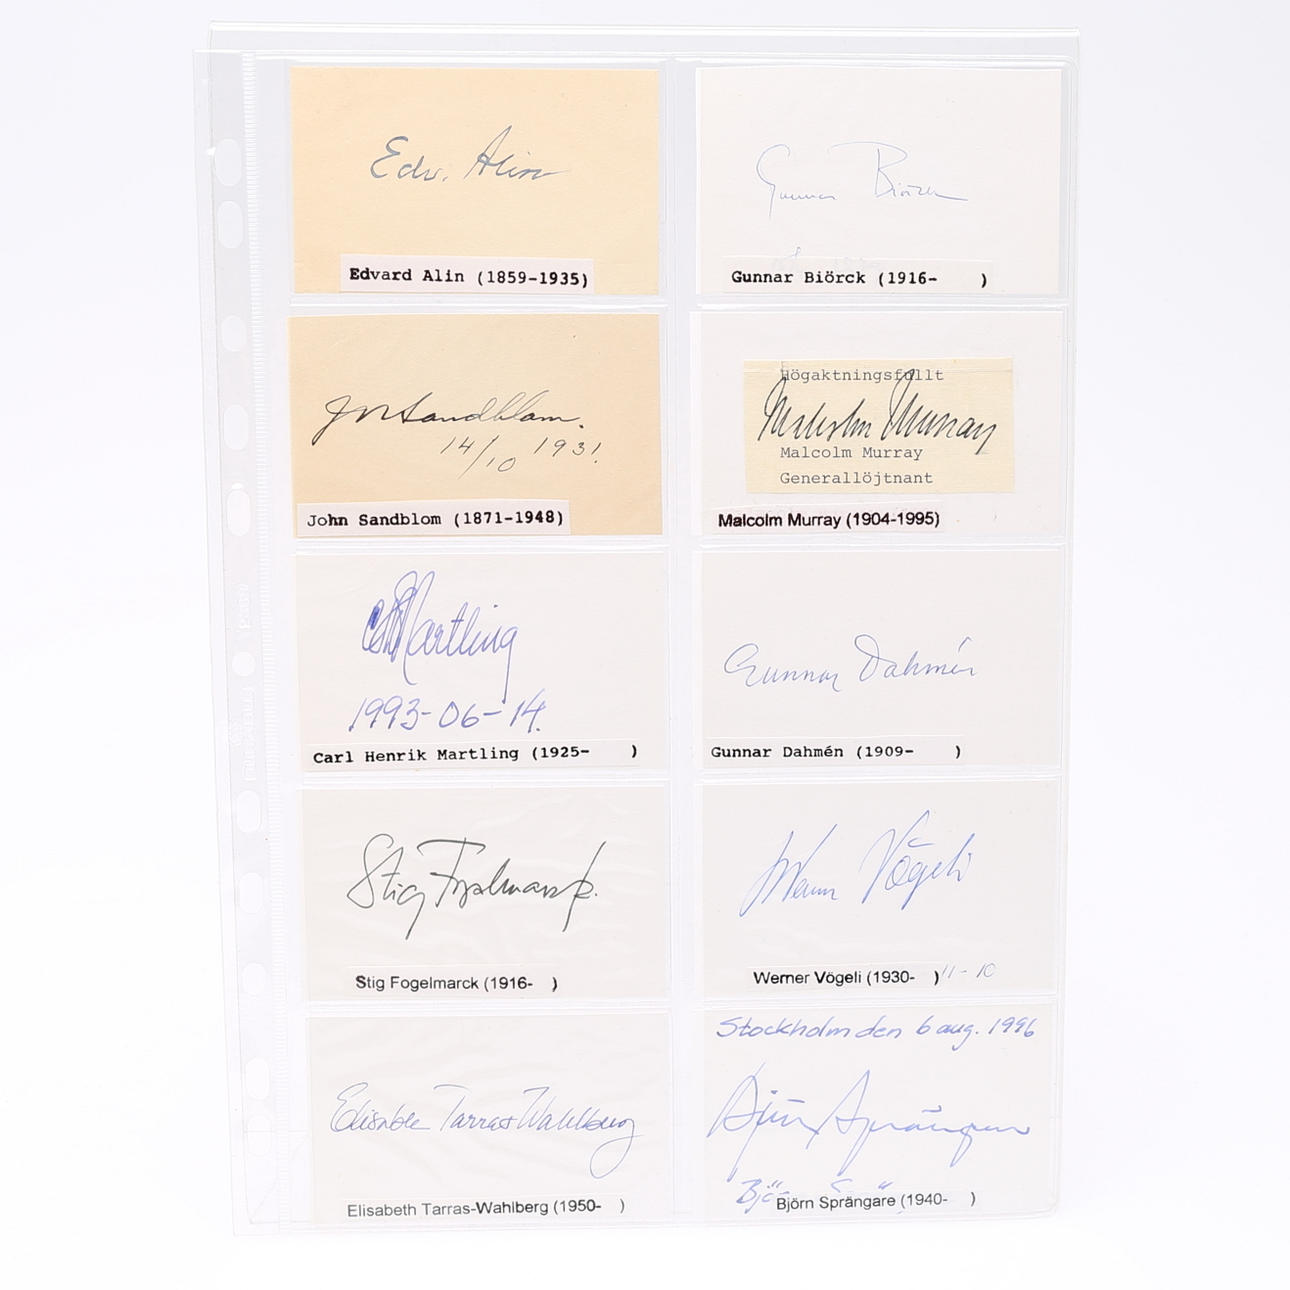 Edv. Alin
Edvard Alin (1859-1935)
Gunnar Biörck
Gunnar Biörck (1916- )
Sandblom.
14/10 1931.
John Sandblom (1871-1948)
Högaktningsfullt
Malcolm Murray
Malcolm Murray
Generallöjtnant
Malcolm Murray (1904-1995)
CHMartling
1993-06-14.
Carl Henrik Martling (1925- )
Gunnar Dahmén
Gunnar Dahmén (1909- )
Stig Fogelmarck.
Stig Fogelmarck (1916- )
Werner Vögeli
Werner Vögeli (1930- ) 11-10
Elisabeth Tarras-Wahlberg
Elisabeth Tarras-Wahlberg (1950- )
Stockholm den 6 aug. 1996
Björn Sprängare
Björn Sprängare (1940- )